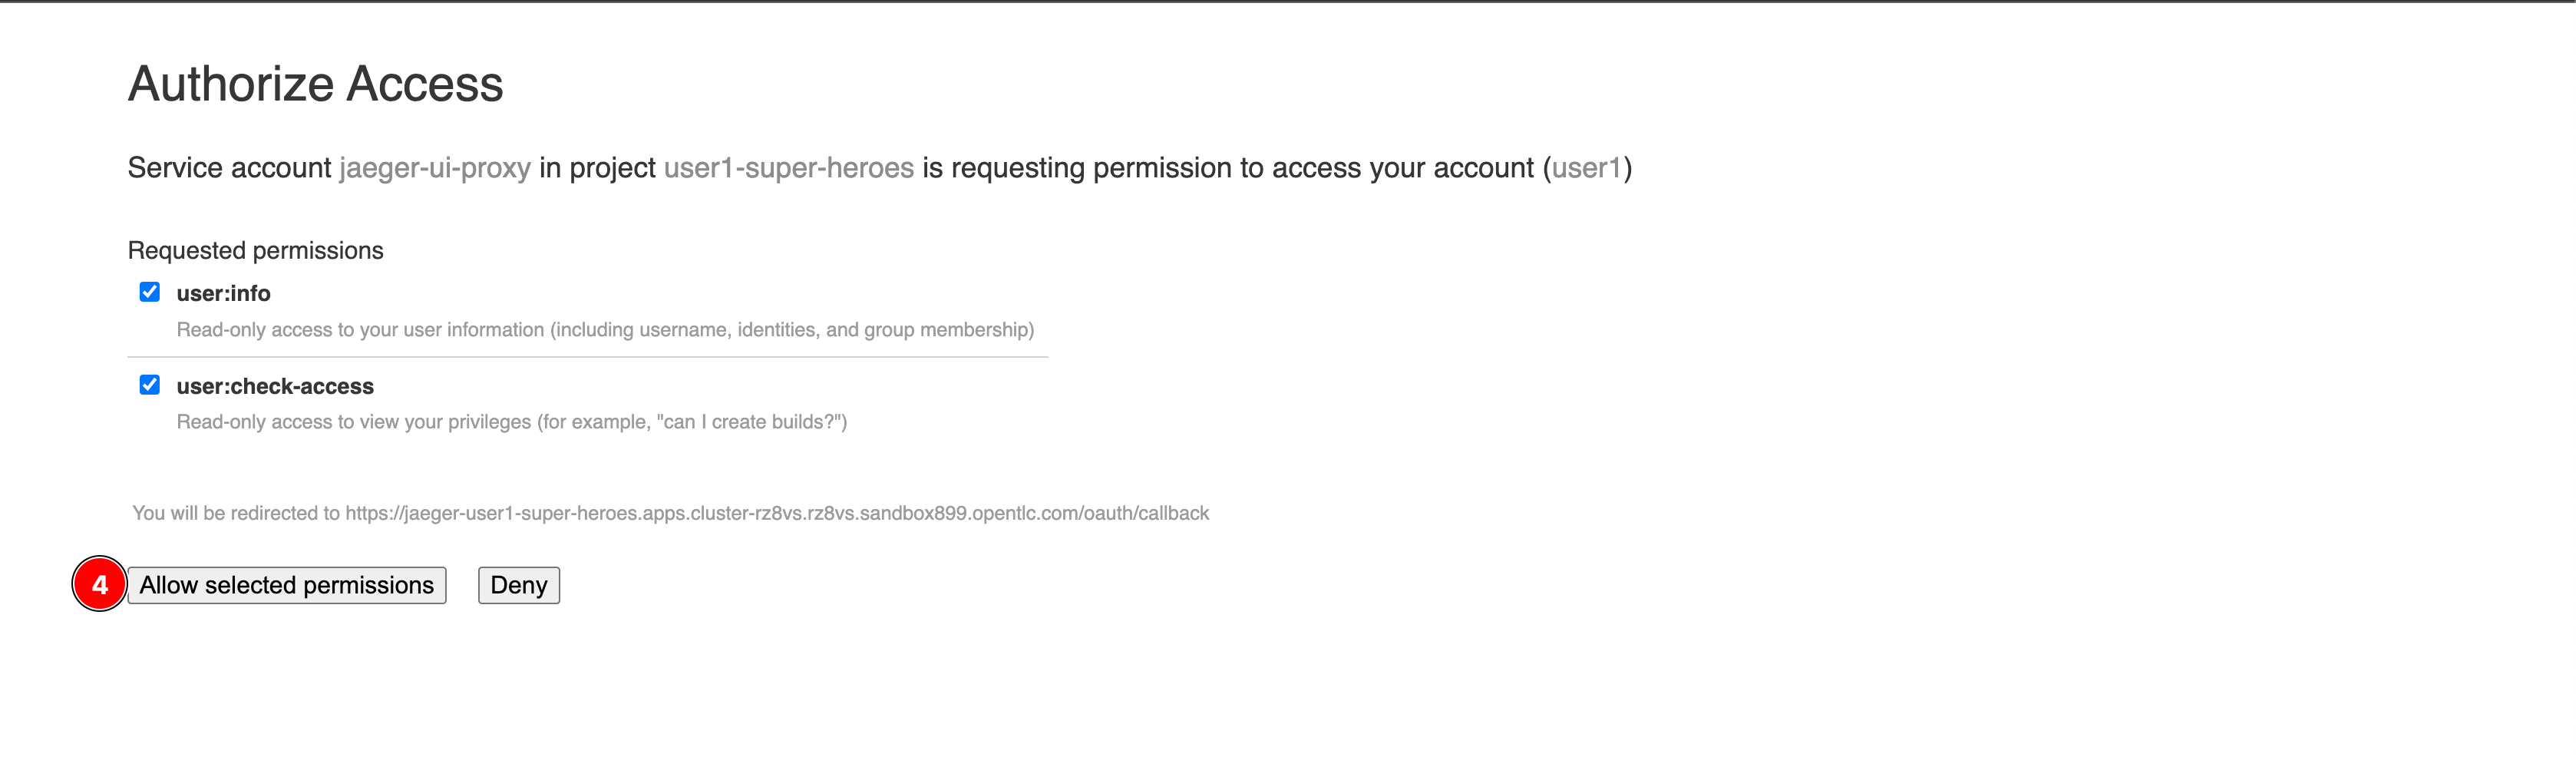 Authorize Access
Service account jaeger-ui-proxy in project user1-super-heroes is requesting permission to access your account (user1)
Requested permissions
user:info
Read-only access to your user information (including username, identities, and group membership)
user:check-access
Read-only access to view your privileges (for example, "can I create builds?")
You will be redirected to https://jaeger-user1-super-heroes.apps.cluster-rz8vs.rz8vs.sandbox899.opentlc.com/oauth/callback
4 Allow selected permissions Deny